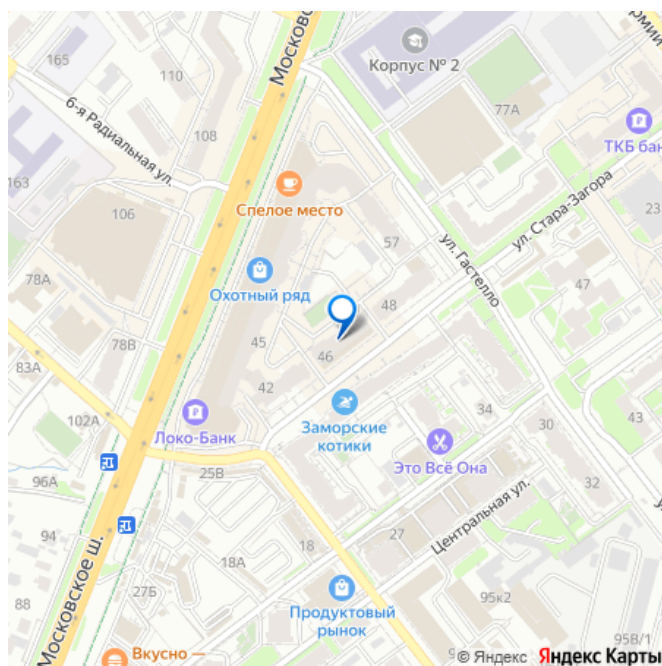 Московс
рмии
165
110
Корпус № 2
77А
108
6-я Радиальная ул.
ТКБ бан
163
Спелое место
ул. Стара-Загора
23
106
57
ул. Гастелло
78А
Охотный ряд
47
48
45
78В
46
83А
42
Заморские
котики
34
102А
Локо-Банк
30
43
Это Всё Она
25В
96А
32
94
Центральная ул.
27
18
18А
Московское ш.
27Б
88
95к2
Продуктовый
рынок
95В/1
Вкусно —
© Яндекс Яндекс Карты